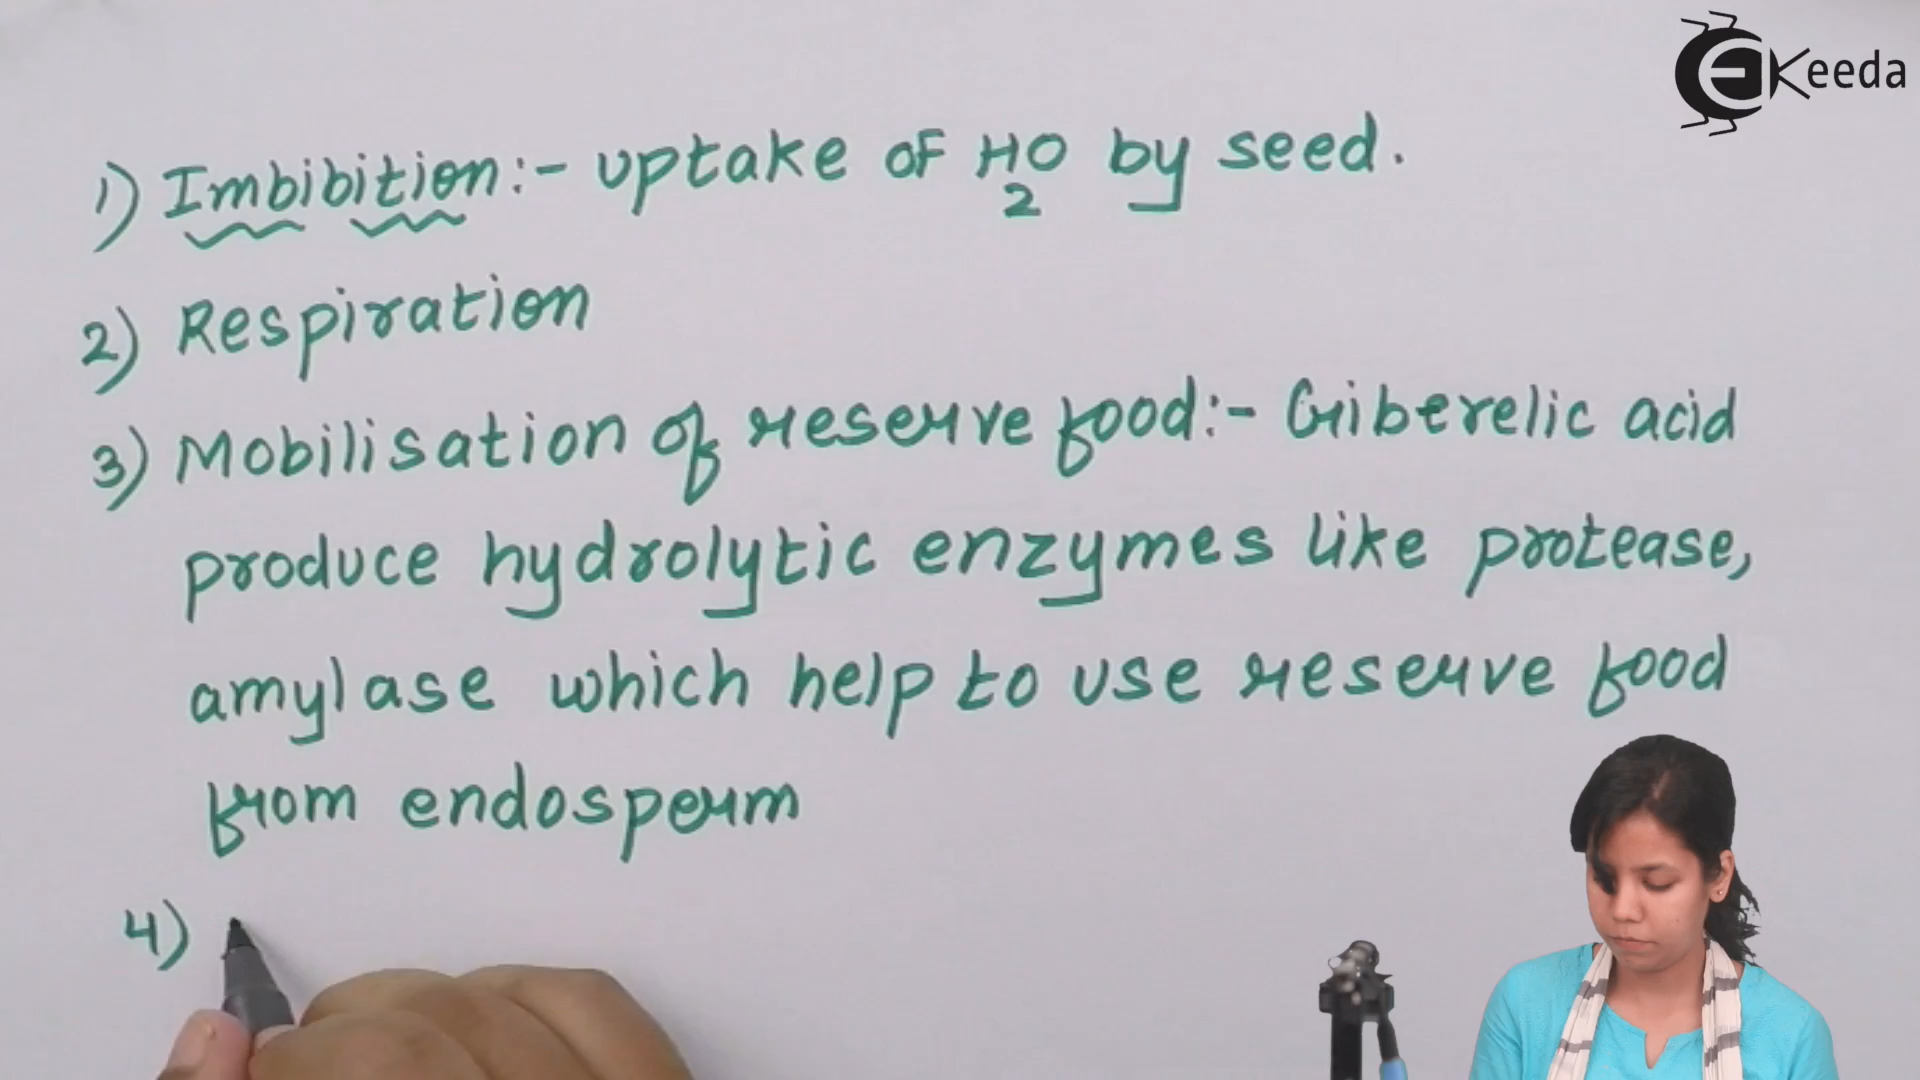 EKeeda
1) Imbibition:- uptake of H2O by seed.
2) Respiration
3) Mobilisation of reserve food:- Giberelic acid
produce hydrolytic enzymes like protease,
amylase which help to use reserve food
from endosperm
4)